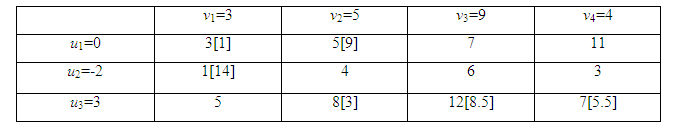 v₁=3 v₂=5 v₃=9 v₄=4
u₁=0 3[1] 5[9] 7 11
u₂=-2 1[14] 4 6 3
u₃=3 5 8[3] 12[8.5] 7[5.5]